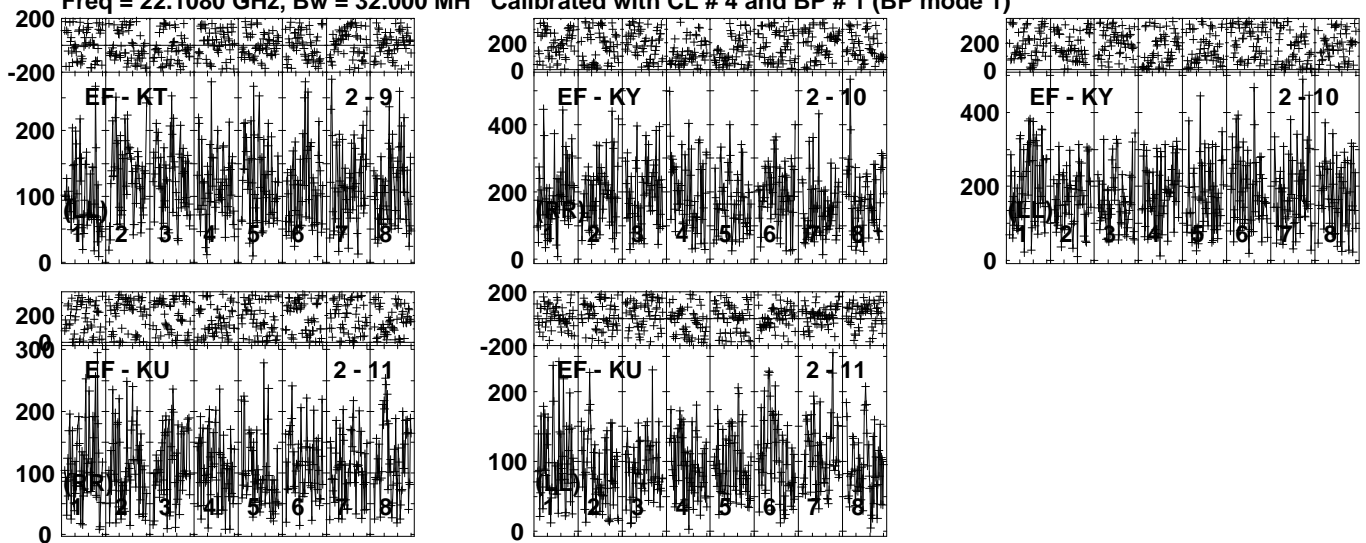 Freq = 22.1080 GHz, Bw = 32.000 MH Calibrated with CL # 4 and BP # 1 (BP mode 1)
200
-200
EF - KT 2 - 9
200
100
0
(LL)
1 2 3 4 5 6 7 8
200
0
EF - KY 2 - 10
400
200
0
(RR)
1 2 3 4 5 6 7 8
200
0
EF - KY 2 - 10
400
200
0
(LL)
1 2 3 4 5 6 7 8
200
0
300
EF - KU 2 - 11
200
100
0
(RR)
1 2 3 4 5 6 7 8
200
-200
EF - KU 2 - 11
200
100
0
(LL)
1 2 3 4 5 6 7 8